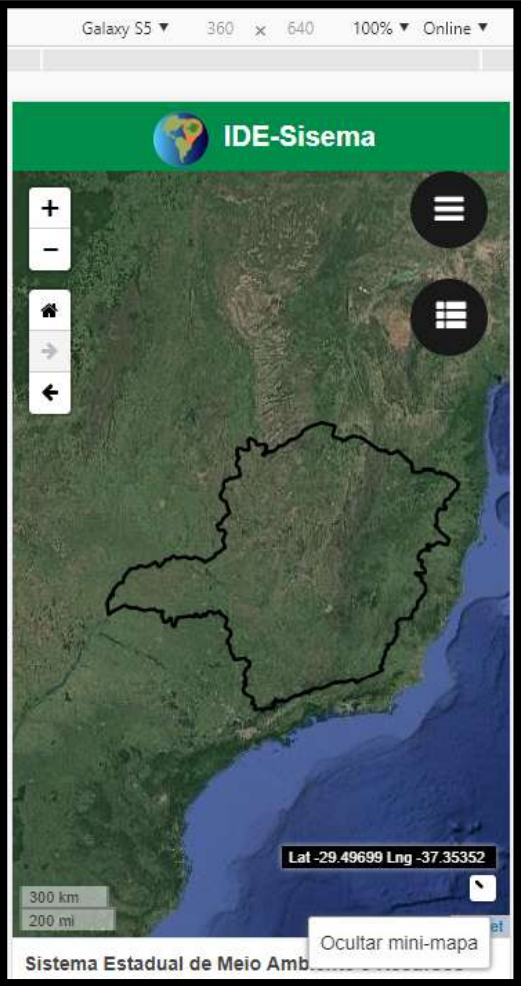 Galaxy S5 ▼ 360 x 640 100% ▼ Online ▼
IDE-Sisema
+
−
Lat -29.49699 Lng -37.35352
300 km
200 mi
et
Ocultar mini-mapa
Sistema Estadual de Meio